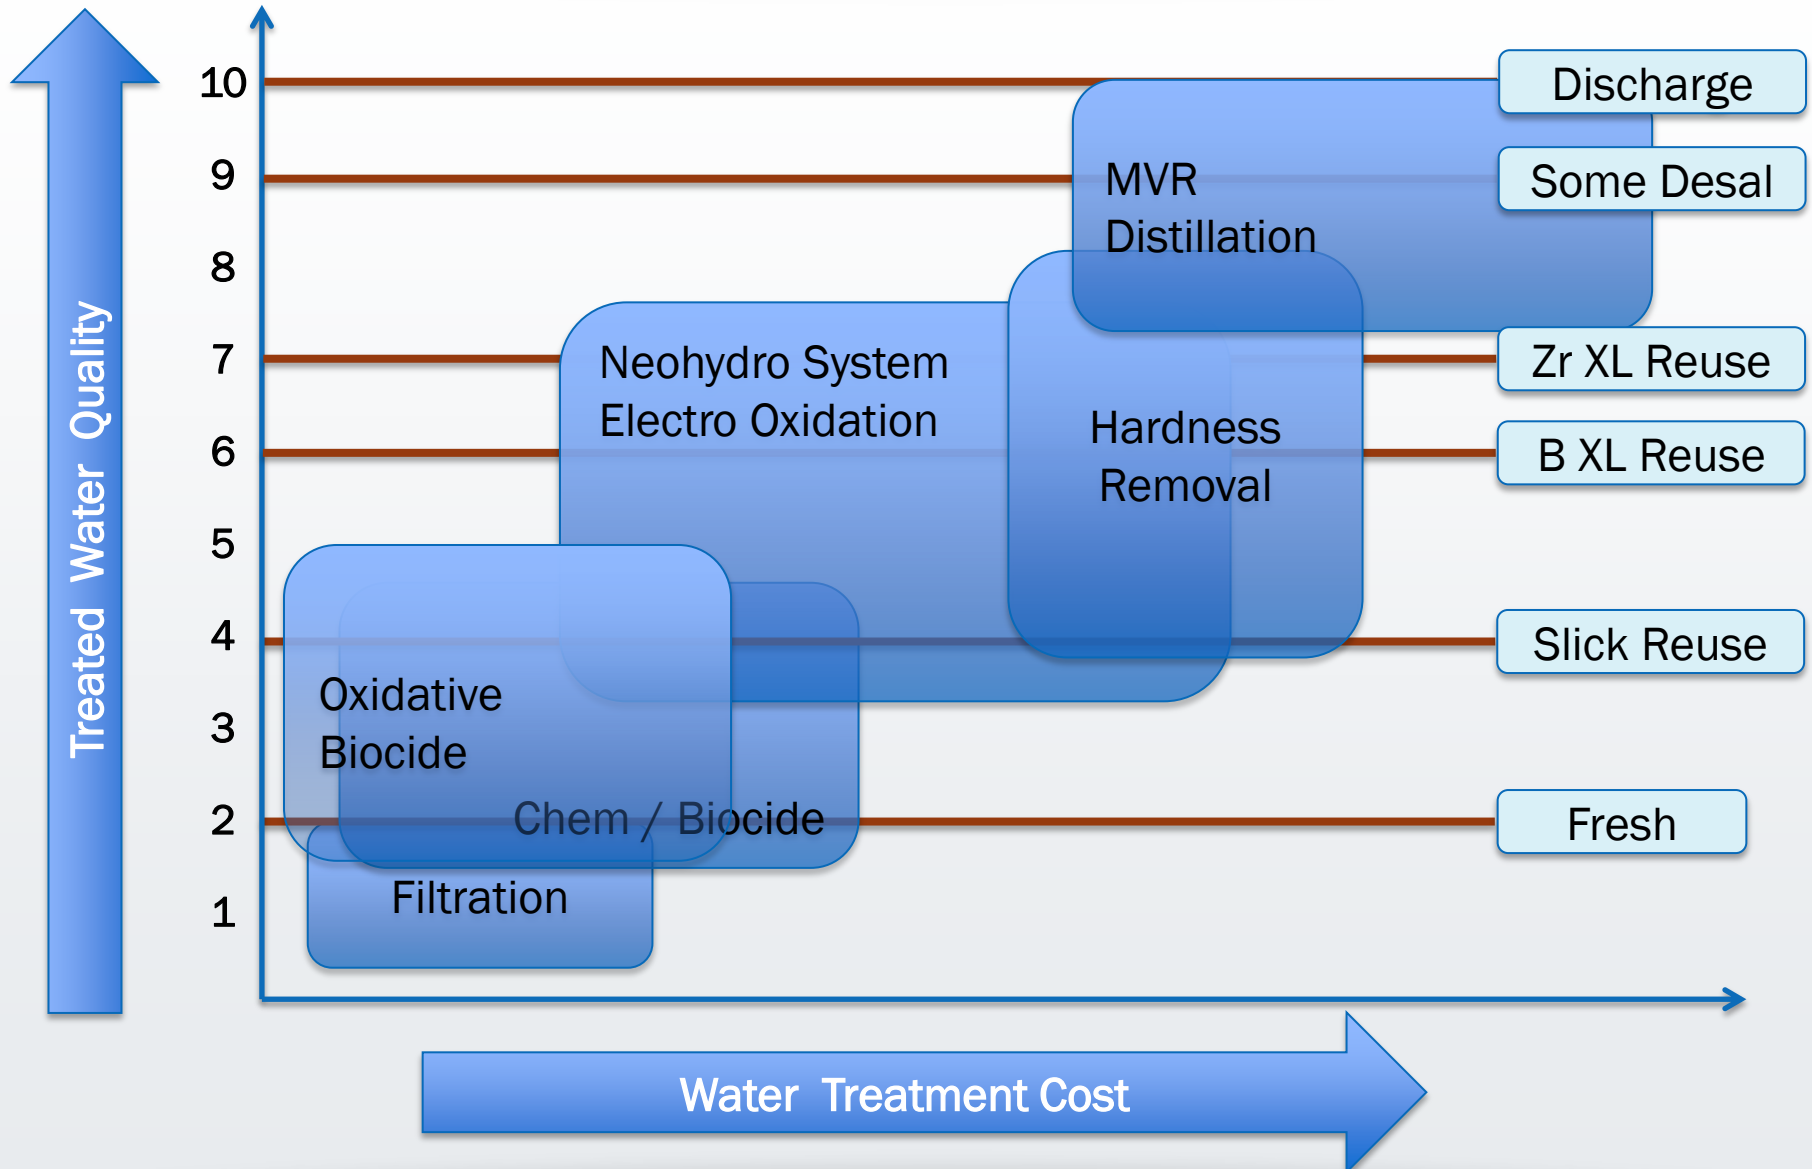 10
Discharge
9
MVR
Distillation
Some Desal
8
7
Neohydro System
Electro Oxidation
Zr XL Reuse
6
Hardness
Removal
B XL Reuse
5
4
Slick Reuse
Oxidative
Biocide
3
2
Chem / Biocide
Fresh
Filtration
1
Treated Water Quality
Water Treatment Cost